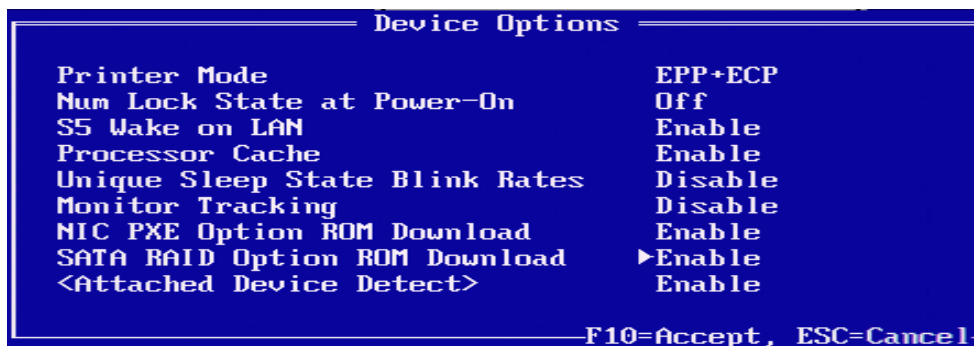 Device Options
Printer Mode EPP+ECP
Num Lock State at Power-On Off
S5 Wake on LAN Enable
Processor Cache Enable
Unique Sleep State Blink Rates Disable
Monitor Tracking Disable
NIC PXE Option ROM Download Enable
SATA RAID Option ROM Download ►Enable
<Attached Device Detect> Enable
F10=Accept, ESC=Cancel